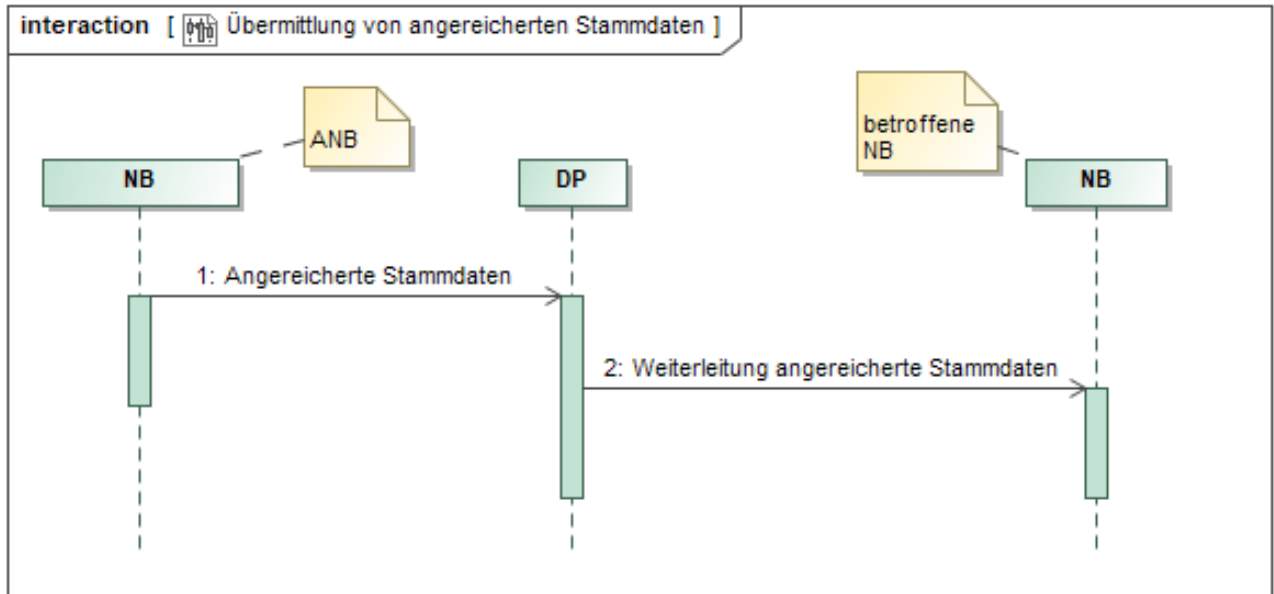 interaction [ Übermittlung von angereicherten Stammdaten ]
ANB
betroffene
NB
NB
DP
NB
1: Angereicherte Stammdaten
2: Weiterleitung angereicherte Stammdaten